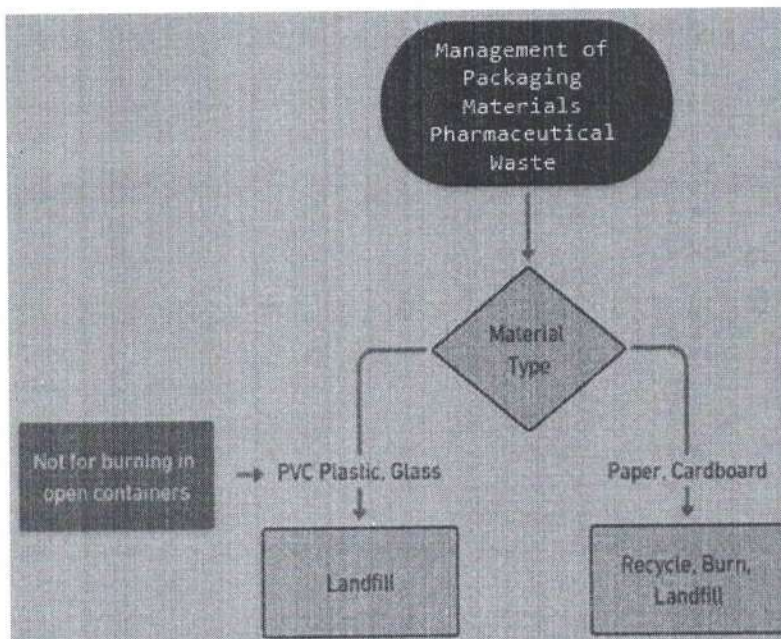 Management of
Packaging
Materials
Pharmaceutical
Waste
Material
Type
Not for burning in
open containers
PVC Plastic, Glass
Paper, Cardboard
Landfill
Recycle, Burn,
Landfill